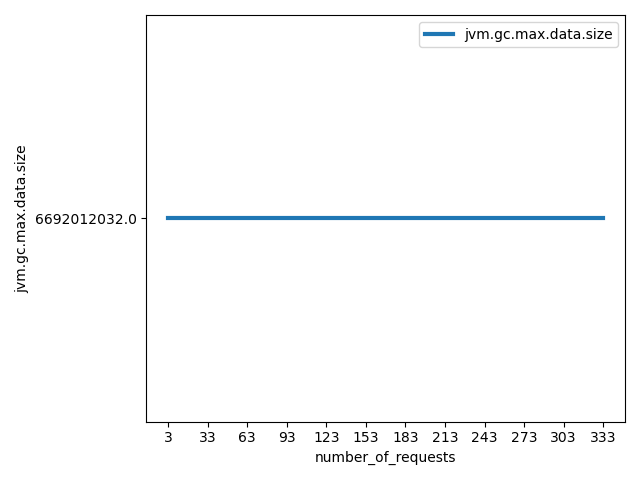 jvm.gc.max.data.size
jvm.gc.max.data.size
6692012032.0
3 33 63 93 123 153 183 213 243 273 303 333
number_of_requests